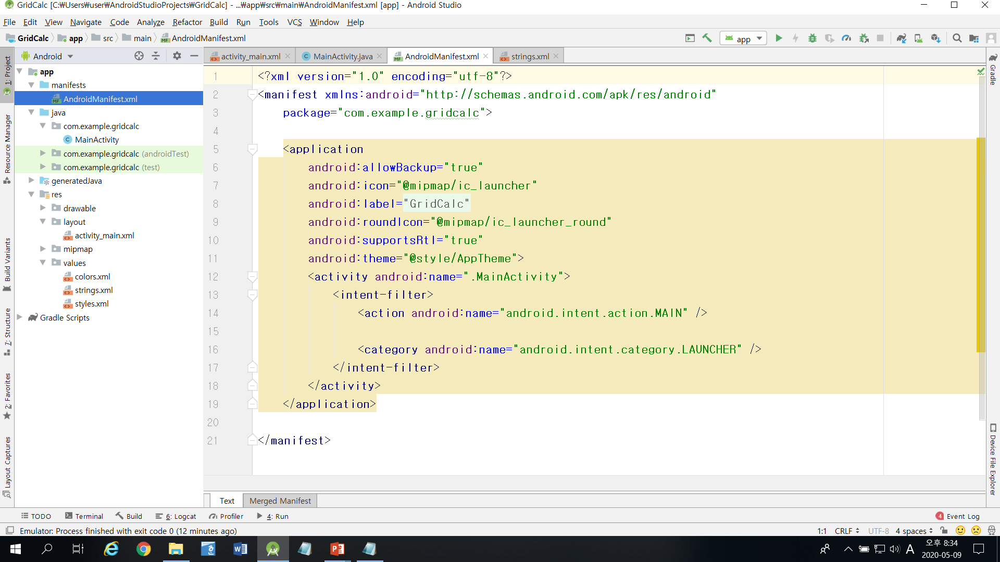 GridCalc [C:\Users\user\AndroidStudioProjects\GridCalc] - ...\app\src\main\AndroidManifest.xml [app] - Android Studio
File Edit View Navigate Code Analyze Refactor Build Run Tools VCS Window Help
GridCalc app src main AndroidManifest.xml
app
Android
activity_main.xml
MainActivity.java
AndroidManifest.xml
strings.xml
1: Project
Resource Manager
Build Variants
7: Structure
2: Favorites
Layout Captures
app
manifests
AndroidManifest.xml
java
com.example.gridcalc
MainActivity
com.example.gridcalc (androidTest)
com.example.gridcalc (test)
generatedJava
res
drawable
layout
activity_main.xml
mipmap
values
colors.xml
strings.xml
styles.xml
Gradle Scripts
1 <?xml version="1.0" encoding="utf-8"?>
2 <manifest xmlns:android="http://schemas.android.com/apk/res/android"
3 package="com.example.gridcalc">
4
5 <application
6 android:allowBackup="true"
7 android:icon="@mipmap/ic_launcher"
8 android:label="GridCalc"
9 android:roundIcon="@mipmap/ic_launcher_round"
10 android:supportsRtl="true"
11 android:theme="@style/AppTheme">
12 <activity android:name=".MainActivity">
13 <intent-filter>
14 <action android:name="android.intent.action.MAIN" />
15
16 <category android:name="android.intent.category.LAUNCHER" />
17 </intent-filter>
18 </activity>
19 </application>
20
21 </manifest>
Gradle
Device File Explorer
Text
Merged Manifest
TODO Terminal Build 6: Logcat Profiler 4: Run
4 Event Log
Emulator: Process finished with exit code 0 (12 minutes ago)
1:1 CRLF UTF-8 4 spaces
A
오후 8:34
2020-05-09